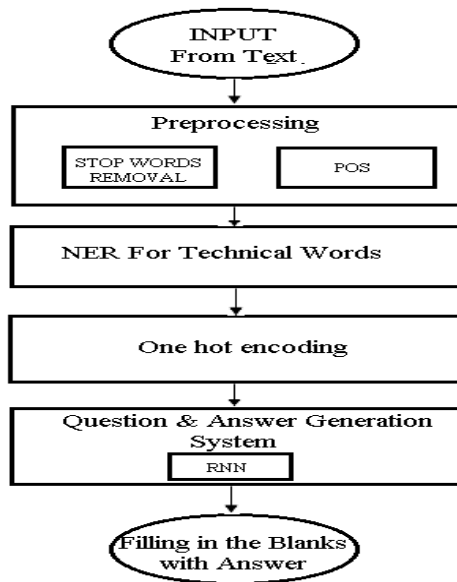 INPUT
From Text
Preprocessing
STOP WORDS
REMOVAL
POS
NER For Technical Words
One hot encoding
Question & Answer Generation
System
RNN
Filling in the Blanks
with Answer